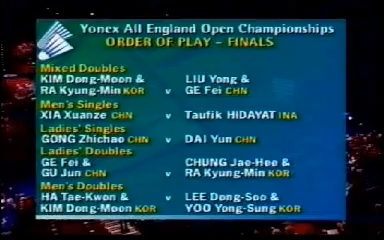 Yonex All England Open Championships
ORDER OF PLAY - FINALS
Mixed Doubles
KIM Dong-Moon & LIU Yong &
RA Kyung-Min KOR v GE Fei CHN
Men's Singles
XIA Xuanze CHN v Taufik HIDAYAT INA
Ladies' Singles
GONG Zhichao CHN v DAI Yun CHN
Ladies' Doubles
GE Fei & CHUNG Jae-Hee &
GU Jun CHN v RA Kyung-Min KOR
Men's Doubles
HA Tae-Kwon & LEE Dong-Soo &
KIM Dong-Moon KOR v YOO Yong-Sung KOR